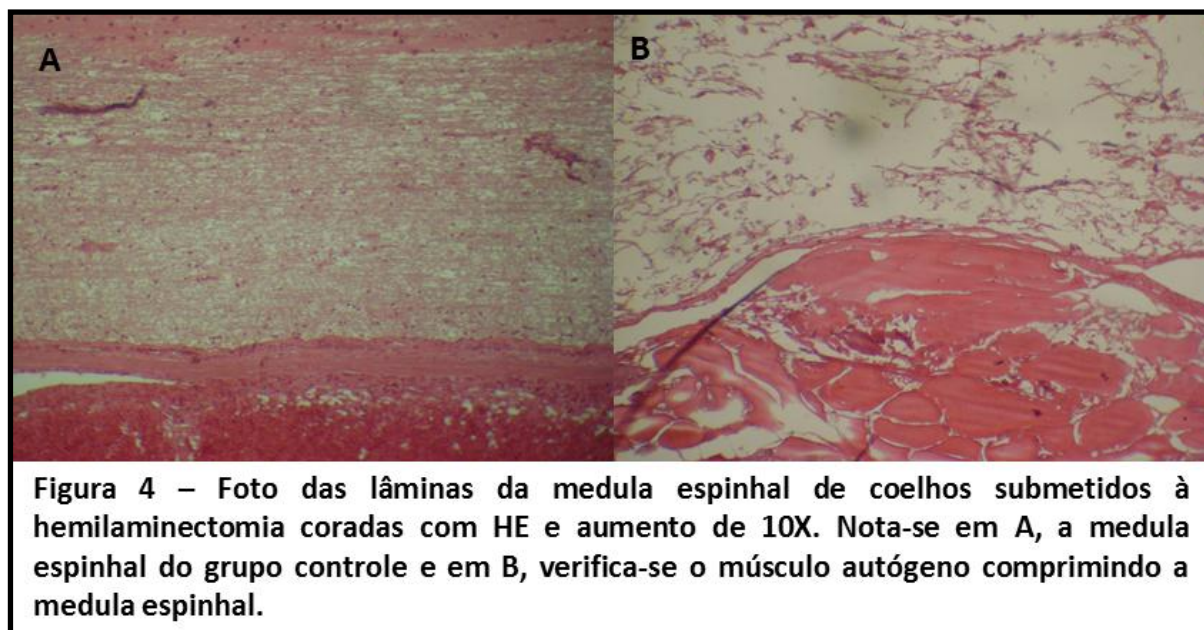 A
B
Figura 4 – Foto das lâminas da medula espinhal de coelhos submetidos à
hemilaminectomia coradas com HE e aumento de 10X. Nota-se em A, a medula
espinhal do grupo controle e em B, verifica-se o músculo autógeno comprimindo a
medula espinhal.